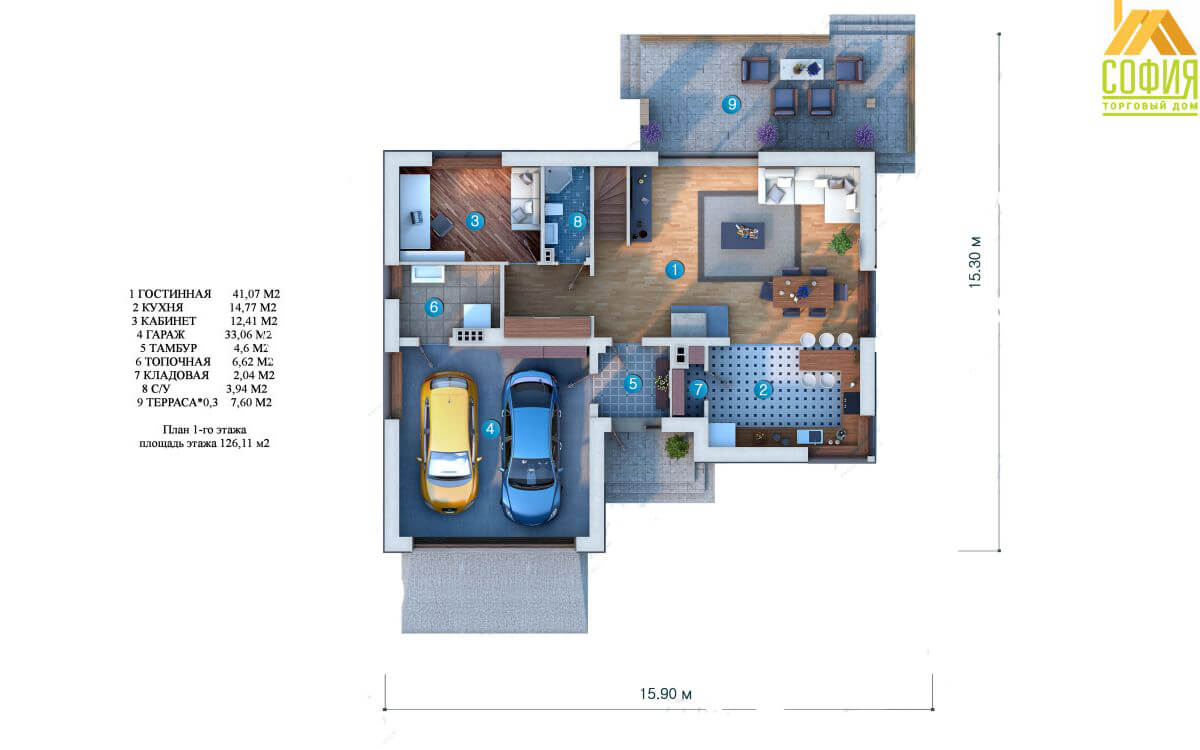 СОФИЯ
ТОРГОВЫЙ ДОМ
9
3
8
1
6
5
7
2
4
15.30 м
1 ГОСТИННАЯ 41,07 М2
2 КУХНЯ 14,77 М2
3 КАБИНЕТ 12,41 М2
4 ГАРАЖ 33,06 М2
5 ТАМБУР 4,6 М2
6 ТОПОЧНАЯ 6,62 М2
7 КЛАДОВАЯ 2,04 М2
8 С/У 3,94 М2
9 ТЕРРАСА*0,3 7,60 М2
План 1-го этажа
площадь этажа 126,11 м2
15.90 м